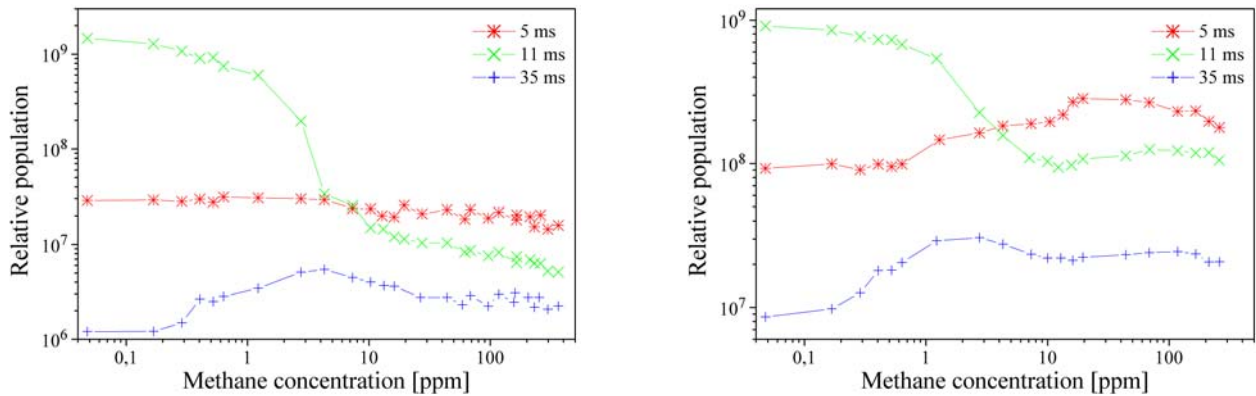 10⁹
10⁸
10⁷
10⁶
Relative population
5 ms
11 ms
35 ms
0,1 1 10 100
Methane concentration [ppm]
10⁹
10⁸
10⁷
Relative population
5 ms
11 ms
35 ms
0,1 1 10 100
Methane concentration [ppm]